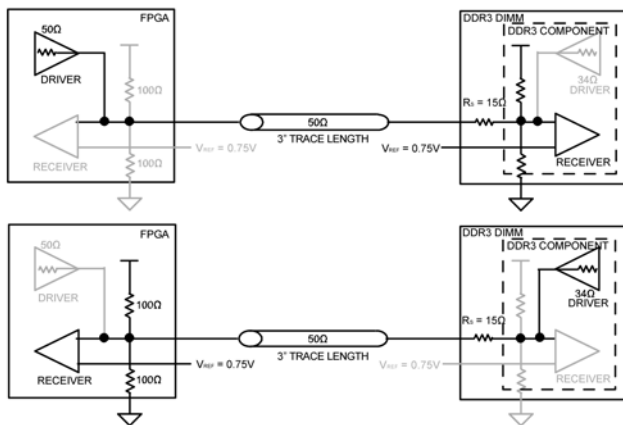 FPGA
50Ω
DRIVER
100Ω
RECEIVER
100Ω
VREF = 0.75V
50Ω
3" TRACE LENGTH
DDR3 DIMM
DDR3 COMPONENT
34Ω
DRIVER
RS = 15Ω
VREF = 0.75V
RECEIVER
FPGA
50Ω
DRIVER
100Ω
RECEIVER
100Ω
VREF = 0.75V
50Ω
3" TRACE LENGTH
DDR3 DIMM
DDR3 COMPONENT
34Ω
DRIVER
RS = 15Ω
VREF = 0.75V
RECEIVER